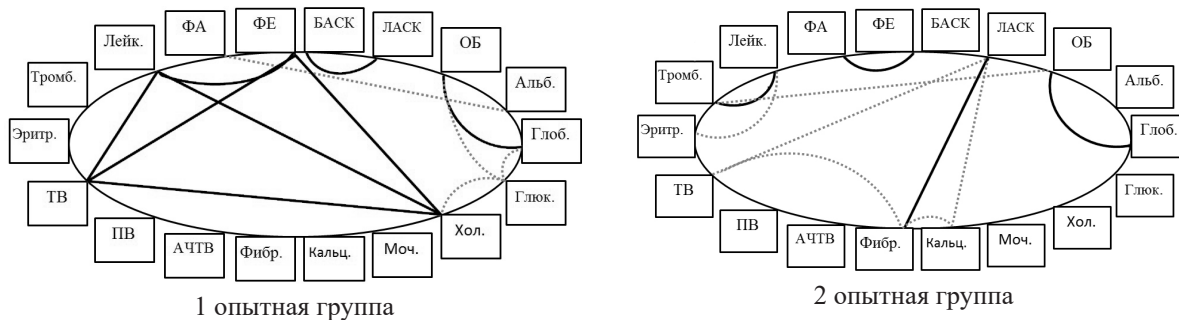 ФА
ФЕ
БАСК
ЛАСК
Лейк.
ОБ
Тромб.
Альб.
Эритр.
Глоб.
ТВ
Глюк.
ПВ
Хол.
АЧТВ
Фибр.
Кальц.
Моч.
1 опытная группа
ФА
ФЕ
БАСК
ЛАСК
Лейк.
ОБ
Тромб.
Альб.
Эритр.
Глоб.
ТВ
Глюк.
ПВ
Хол.
АЧТВ
Фибр.
Кальц.
Моч.
2 опытная группа